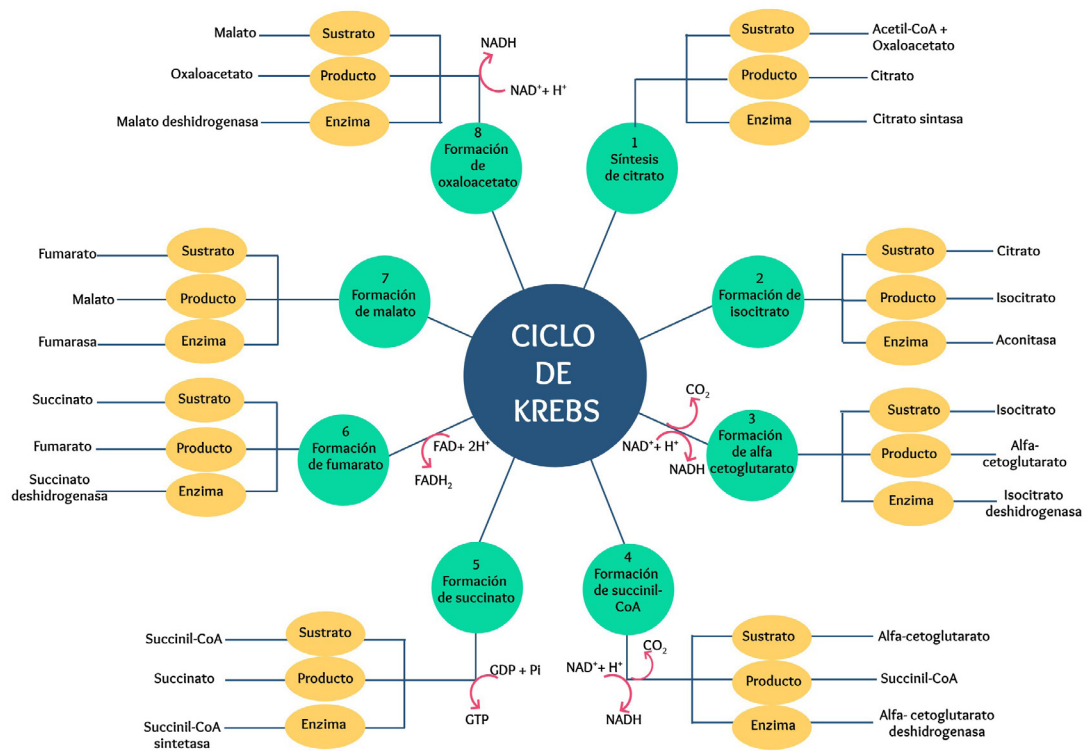 CICLO
DE
KREBS
1
Síntesis
de citrato
Sustrato
Acetil-CoA +
Oxaloacetato
Producto
Citrato
Enzima
Citrato sintasa
2
Formación de
isocitrato
Sustrato
Citrato
Producto
Isocitrato
Enzima
Aconitasa
CO₂
NAD⁺+ H⁺
NADH
3
Formación
de alfa
cetoglutarato
Sustrato
Isocitrato
Producto
Alfa-
cetoglutarato
Enzima
Isocitrato
deshidrogenasa
4
Formación
de succinil-
CoA
CO₂
NAD⁺+ H⁺
NADH
Sustrato
Alfa-cetoglutarato
Producto
Succinil-CoA
Enzima
Alfa- cetoglutarato
deshidrogenasa
5
Formación
de succinato
GDP + Pi
GTP
Sustrato
Succinil-CoA
Producto
Succinato
Enzima
Succinil-CoA
sintetasa
6
Formación
de fumarato
FAD+ 2H⁺
FADH₂
Sustrato
Succinato
Producto
Fumarato
Enzima
Succinato
deshidrogenasa
7
Formación
de malato
Sustrato
Fumarato
Producto
Malato
Enzima
Fumarasa
8
Formación
de
oxaloacetato
NADH
NAD⁺+ H⁺
Sustrato
Malato
Producto
Oxaloacetato
Enzima
Malato deshidrogenasa